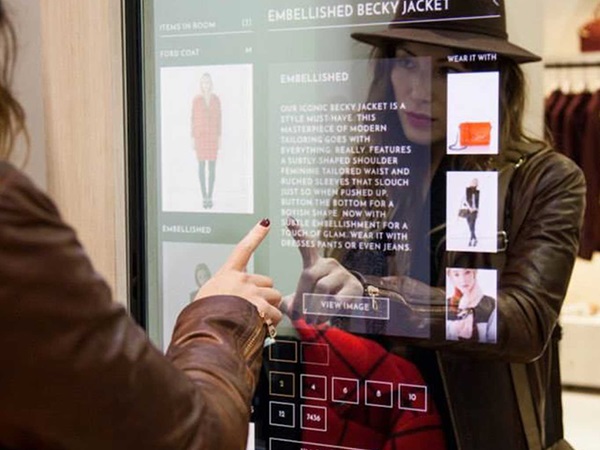 ITEMS IN ROOM
EMBELLISHED BECKY JACKET
FORD COAT M
WEAR IT WITH
EMBELLISHED
OUR ICONIC BECKY JACKET IS A
STYLE MUST-HAVE. THIS
MASTERPIECE OF MODERN
TAILORING GOES WITH
EVERYTHING. REALLY. FEATURES
A SUBTLY SHAPED SHOULDER
FEMININE TAILORED WAIST AND
RUCHED SLEEVES THAT SLOUCH
JUST SO WHEN PUSHED UP.
BUTTON THE BOTTOM FOR A
BOYISH SHAPE. NOW WITH
SUBTLE EMBELLISHMENT FOR A
TOUCH OF GLAM. WEAR IT WITH
DRESSES PANTS OR EVEN JEANS.
EMBELLISHED
VIEW IMAGE
2 4 6 8 10
12